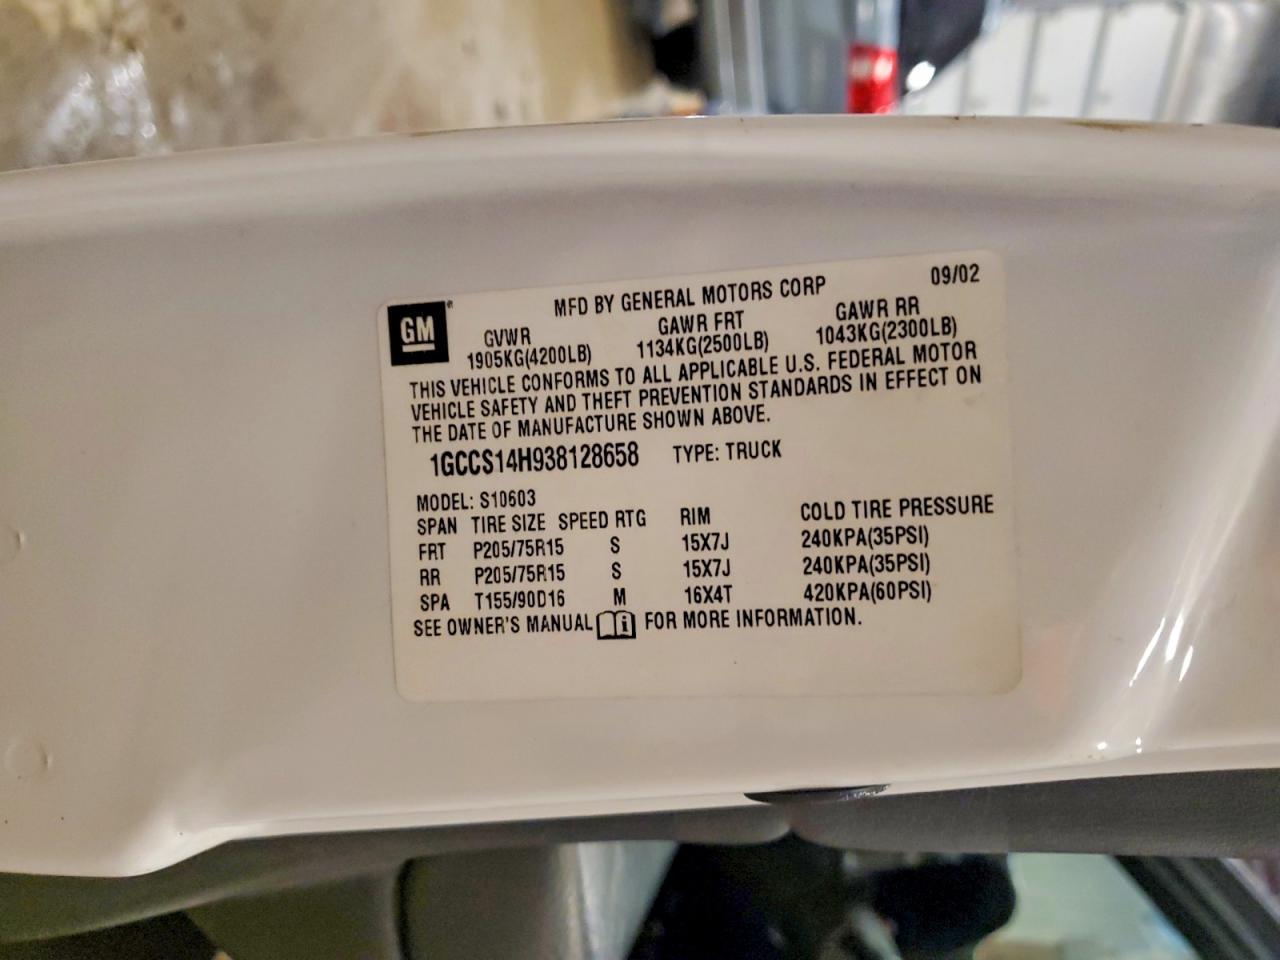 GM
MFD BY GENERAL MOTORS CORP 09/02
GVWR GAWR FRT GAWR RR
1905KG(4200LB) 1134KG(2500LB) 1043KG(2300LB)
THIS VEHICLE CONFORMS TO ALL APPLICABLE U.S. FEDERAL MOTOR
VEHICLE SAFETY AND THEFT PREVENTION STANDARDS IN EFFECT ON
THE DATE OF MANUFACTURE SHOWN ABOVE.
1GCCS14H938128658 TYPE: TRUCK
MODEL: S10603
SPAN TIRE SIZE SPEED RTG RIM COLD TIRE PRESSURE
FRT P205/75R15 S 15X7J 240KPA(35PSI)
RR P205/75R15 S 15X7J 240KPA(35PSI)
SPA T155/90D16 M 16X4T 420KPA(60PSI)
SEE OWNER'S MANUAL i FOR MORE INFORMATION.